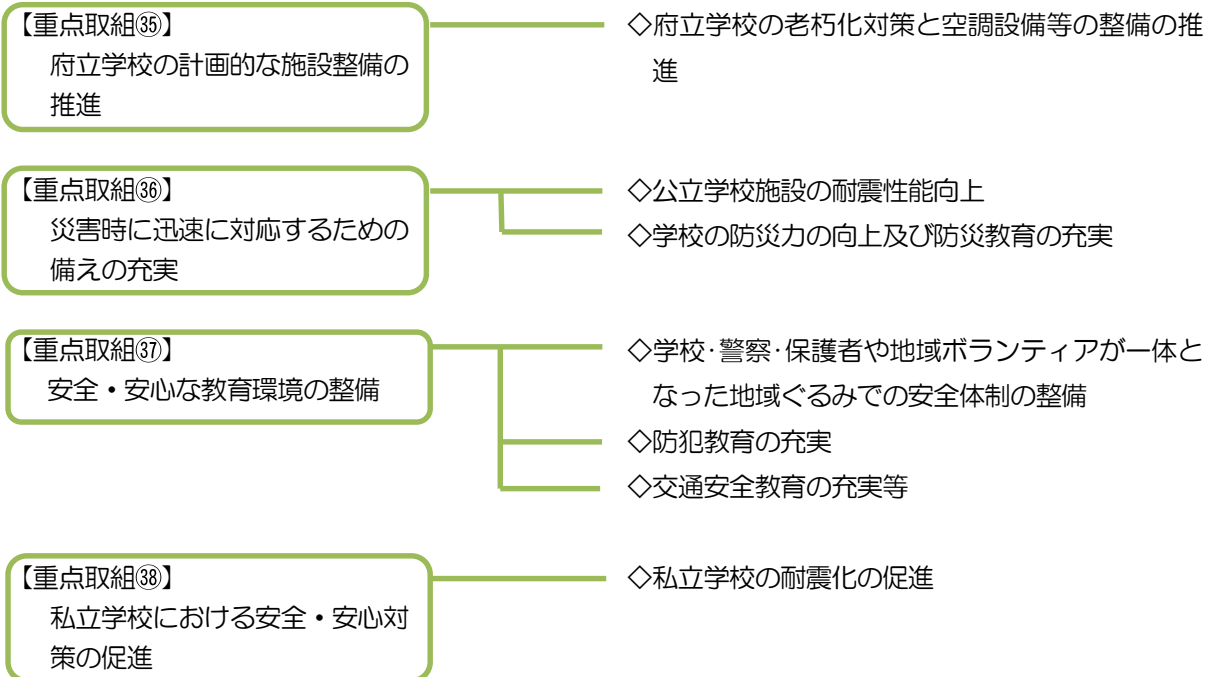 【重点取組㉟】
府立学校の計画的な施設整備の
推進
◇府立学校の老朽化対策と空調設備等の整備の推
進
【重点取組㊱】
災害時に迅速に対応するための
備えの充実
◇公立学校施設の耐震性能向上
◇学校の防災力の向上及び防災教育の充実
【重点取組㊲】
安全・安心な教育環境の整備
◇学校･警察･保護者や地域ボランティアが一体と
なった地域ぐるみでの安全体制の整備
◇防犯教育の充実
◇交通安全教育の充実等
【重点取組㊳】
私立学校における安全・安心対
策の促進
◇私立学校の耐震化の促進